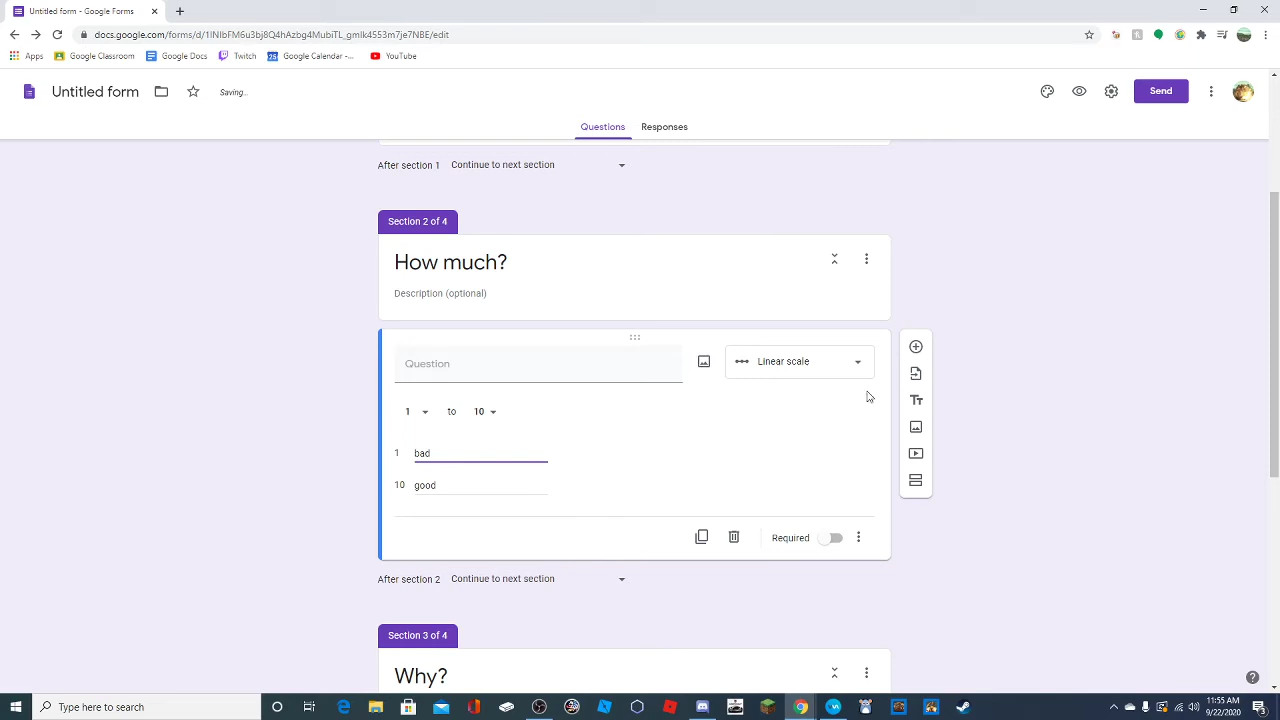 Untitled form - Google Forms
docs.google.com/forms/d/1INIbFM6u3bj8Q4hAzbg4MubiTL_gmIk4553m7je7NBE/edit
Apps
Google Classroom
Google Docs
Twitch
Google Calendar -...
YouTube
Untitled form
Saving...
Send
Questions
Responses
After section 1 Continue to next section
Section 2 of 4
How much?
Description (optional)
Question
Linear scale
1 to 10
1 bad
10 good
Required
After section 2 Continue to next section
Section 3 of 4
Why?
Type here to search
11:55 AM
9/22/2020